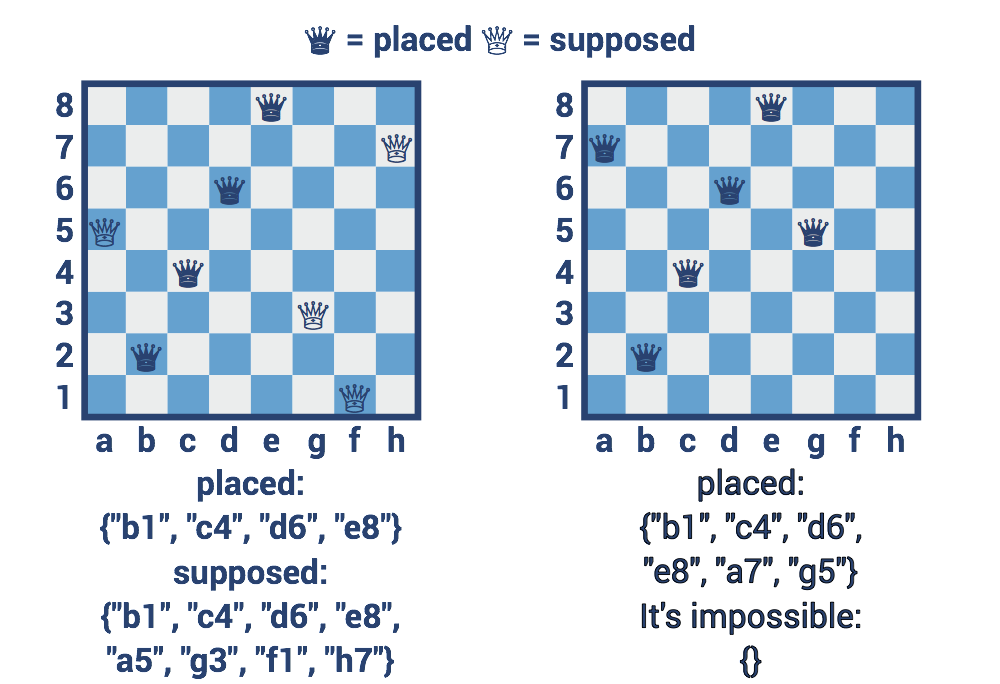 = placed = supposed
8 8
7 7
6 6
5 5
4 4
3 3
2 2
1 1
a b c d e g f h a b c d e g f h
placed:
{"b1", "c4", "d6", "e8"}
supposed:
{"b1", "c4", "d6", "e8",
"a5", "g3", "f1", "h7"}
placed:
{"b1", "c4", "d6",
"e8", "a7", "g5"}
It's impossible:
{}